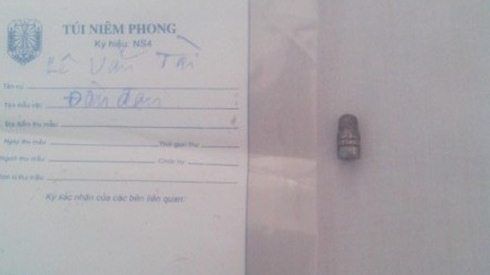 TÚI NIÊM PHONG
Ký hiệu: NS4
Lê Văn Tài
Tên vụ:
Tên mẫu vật: Đầu đạn
Địa điểm thu mẫu:
Ngày thu mẫu: Thời gian thu:
Người thu mẫu: Chức vụ:
Đơn vị thu mẫu:
Ký xác nhận của các bên liên quan: